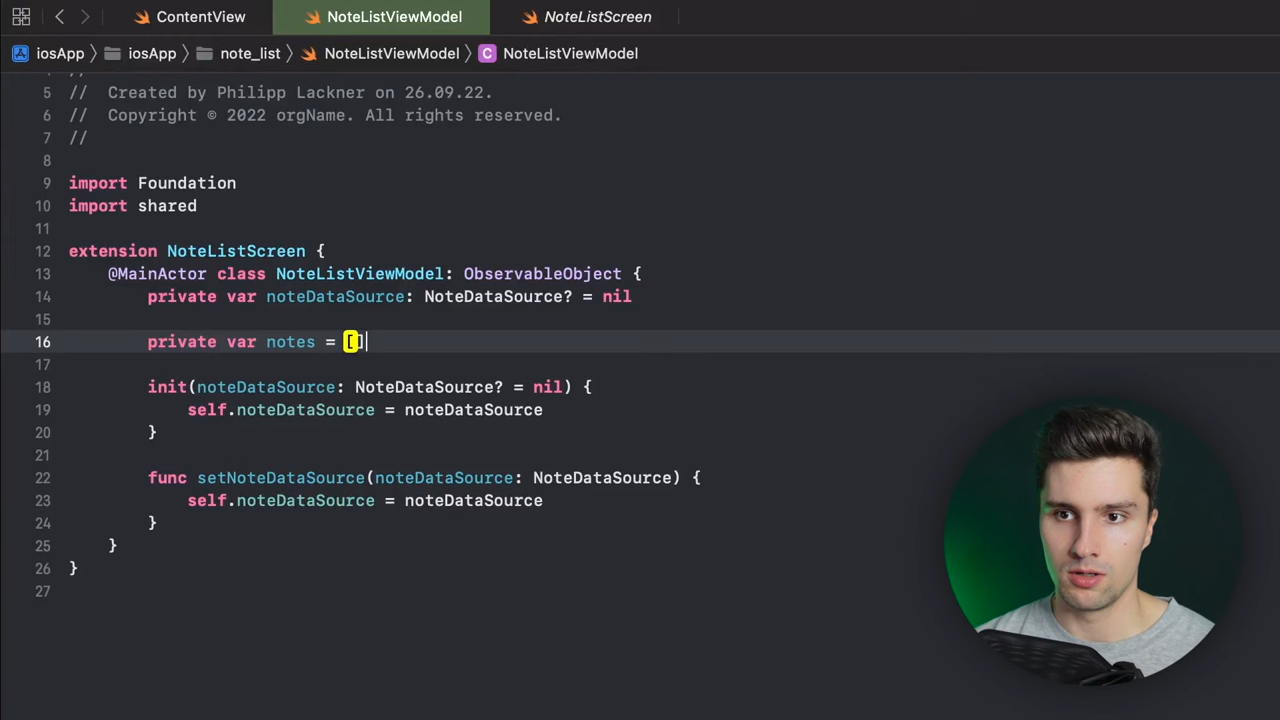 ContentView NoteListViewModel NoteListScreen
iosApp iosApp note_list NoteListViewModel C NoteListViewModel
5 // Created by Philipp Lackner on 26.09.22.
6 // Copyright © 2022 orgName. All rights reserved.
7 //
8
9 import Foundation
10 import shared
11
12 extension NoteListScreen {
13 @MainActor class NoteListViewModel: ObservableObject {
14 private var noteDataSource: NoteDataSource? = nil
15
16 private var notes = []
17
18 init(noteDataSource: NoteDataSource? = nil) {
19 self.noteDataSource = noteDataSource
20 }
21
22 func setNoteDataSource(noteDataSource: NoteDataSource) {
23 self.noteDataSource = noteDataSource
24 }
25 }
26 }
27